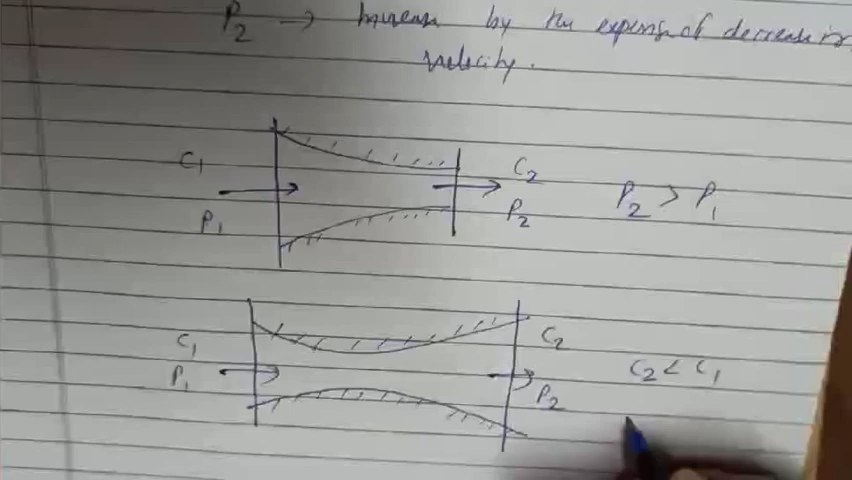 P2 → Increase by the expense of decrease in
velocity.
C1 C2
P1 P2 P2 > P1
C1 C2
P1 P2 C2 < C1